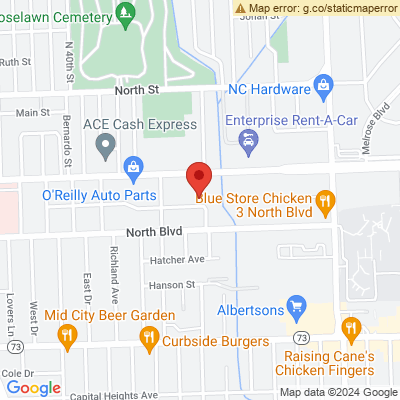 Map error: g.co/staticmaperror
Roselawn Cemetery
Johah St
Ruth St
N 40th St
North St
NC Hardware
Main St
Melrose Blvd
ACE Cash Express
Enterprise Rent-A-Car
Bernardo St
O'Reilly Auto Parts
Blue Store Chicken
3 North Blvd
North Blvd
Hatcher Ave
Richland Ave
East Dr
Hanson St
West Dr
Lovers Ln
Albertsons
Mid City Beer Garden
73
73
Curbside Burgers
Raising Cane's
Chicken Fingers
Cole Dr
Google
Capital Heights Ave
Map data ©2024 Google